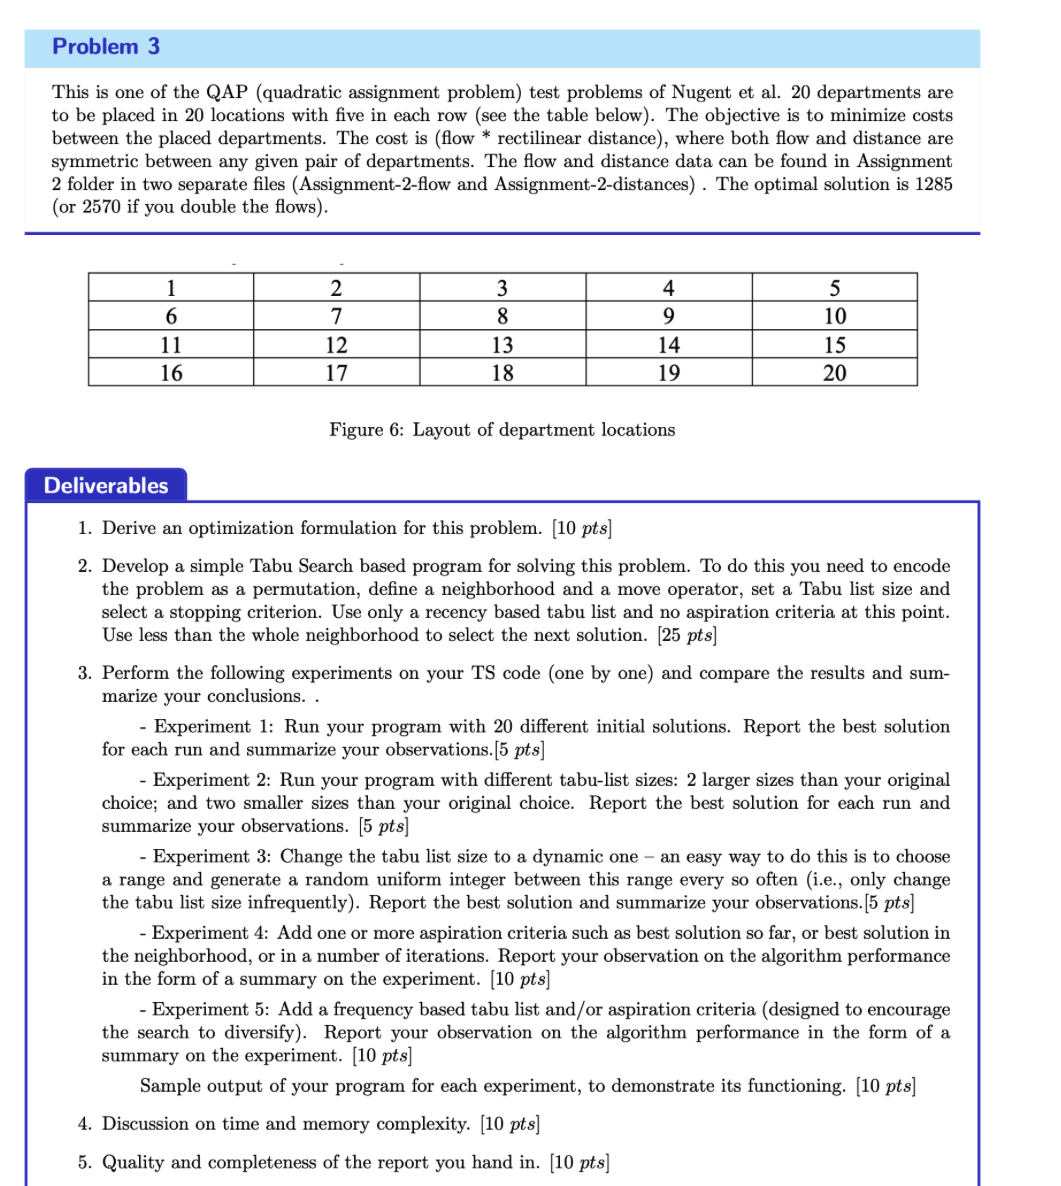 Problem 3
This is one of the QAP (quadratic assignment problem) test problems of Nugent et al. 20 departments are
to be placed in 20 locations with five in each row (see the table below). The objective is to minimize costs
between the placed departments. The cost is (flow * rectilinear distance), where both flow and distance are
symmetric between any given pair of departments. The flow and distance data can be found in Assignment
2 folder in two separate files (Assignment-2-flow and Assignment-2-distances) . The optimal solution is 1285
(or 2570 if you double the flows).
1 2 3 4 5
6 7 8 9 10
11 12 13 14 15
16 17 18 19 20
Figure 6: Layout of department locations
Deliverables
1. Derive an optimization formulation for this problem. [10 pts]
2. Develop a simple Tabu Search based program for solving this problem. To do this you need to encode
the problem as a permutation, define a neighborhood and a move operator, set a Tabu list size and
select a stopping criterion. Use only a recency based tabu list and no aspiration criteria at this point.
Use less than the whole neighborhood to select the next solution. [25 pts]
3. Perform the following experiments on your TS code (one by one) and compare the results and sum-
marize your conclusions. .
- Experiment 1: Run your program with 20 different initial solutions. Report the best solution
for each run and summarize your observations.[5 pts]
- Experiment 2: Run your program with different tabu-list sizes: 2 larger sizes than your original
choice; and two smaller sizes than your original choice. Report the best solution for each run and
summarize your observations. [5 pts]
- Experiment 3: Change the tabu list size to a dynamic one – an easy way to do this is to choose
a range and generate a random uniform integer between this range every so often (i.e., only change
the tabu list size infrequently). Report the best solution and summarize your observations.[5 pts]
- Experiment 4: Add one or more aspiration criteria such as best solution so far, or best solution in
the neighborhood, or in a number of iterations. Report your observation on the algorithm performance
in the form of a summary on the experiment. [10 pts]
- Experiment 5: Add a frequency based tabu list and/or aspiration criteria (designed to encourage
the search to diversify). Report your observation on the algorithm performance in the form of a
summary on the experiment. [10 pts]
Sample output of your program for each experiment, to demonstrate its functioning. [10 pts]
4. Discussion on time and memory complexity. [10 pts]
5. Quality and completeness of the report you hand in. [10 pts]